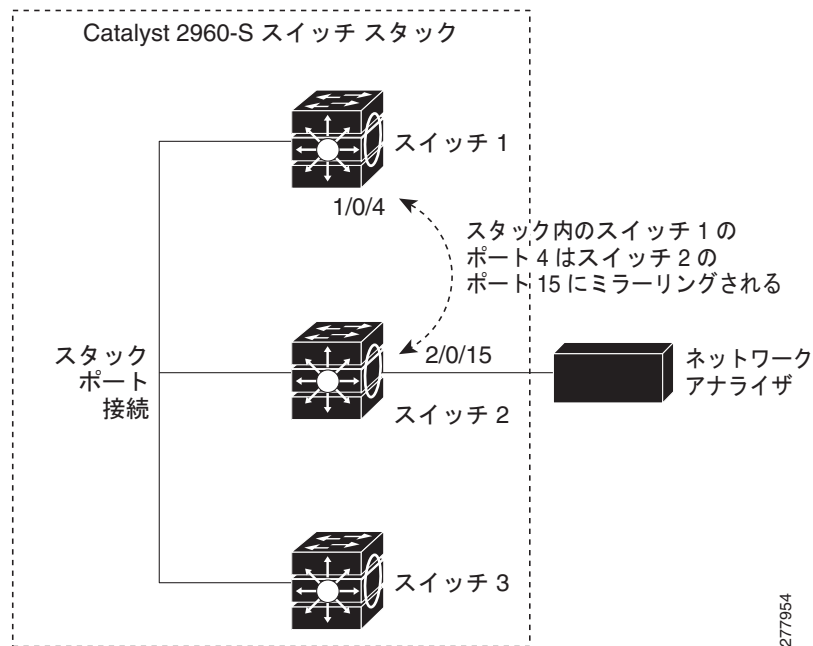 Catalyst 2960-S スイッチ スタック
スイッチ 1
1/0/4
スタック内のスイッチ 1 の
ポート 4 はスイッチ 2 の
ポート 15 にミラーリングされる
スタック
ポート
接続
2/0/15
スイッチ 2
ネットワーク
アナライザ
スイッチ 3
277954